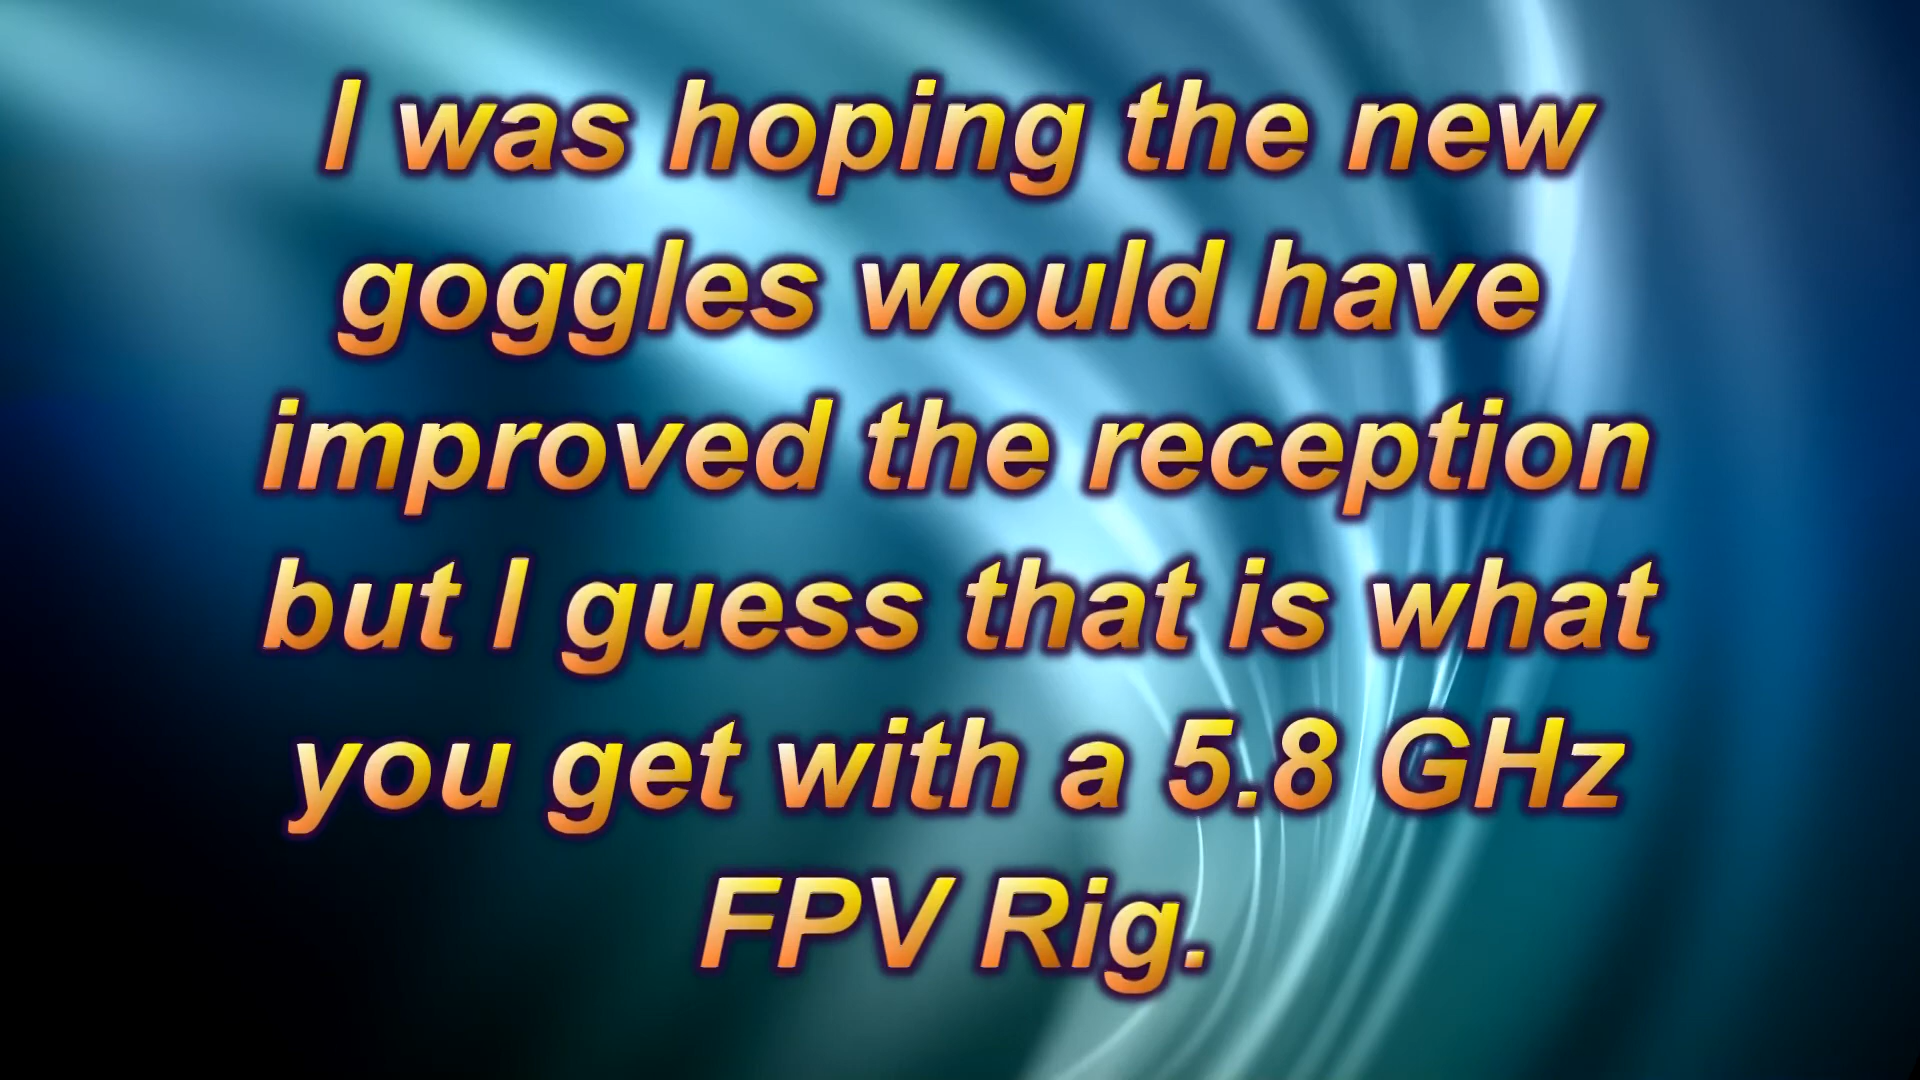 I was hoping the new
goggles would have
improved the reception
but I guess that is what
you get with a 5.8 GHz
FPV Rig.